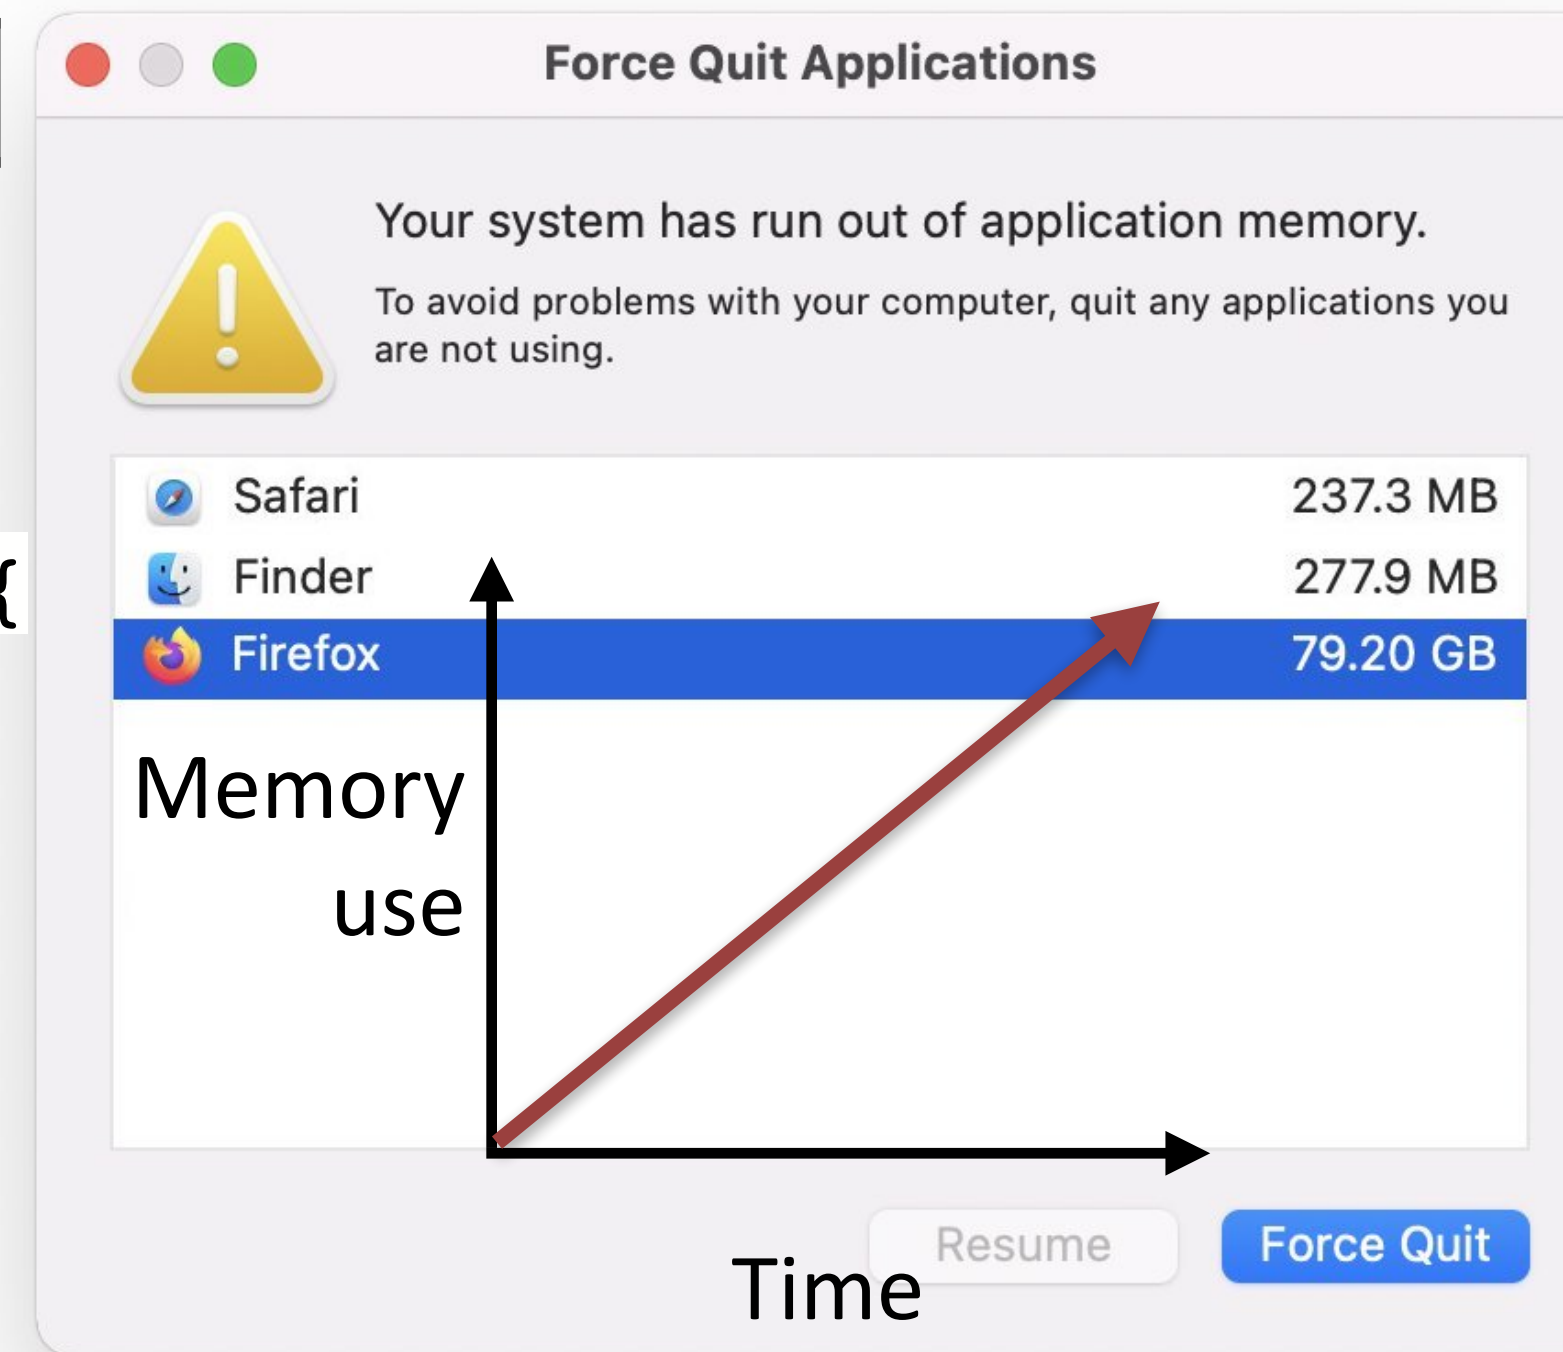 Force Quit Applications
Your system has run out of application memory.
To avoid problems with your computer, quit any applications you
are not using.
Safari 237.3 MB
Finder 277.9 MB
{
Firefox 79.20 GB
Memory
use
Resume Force Quit
Time